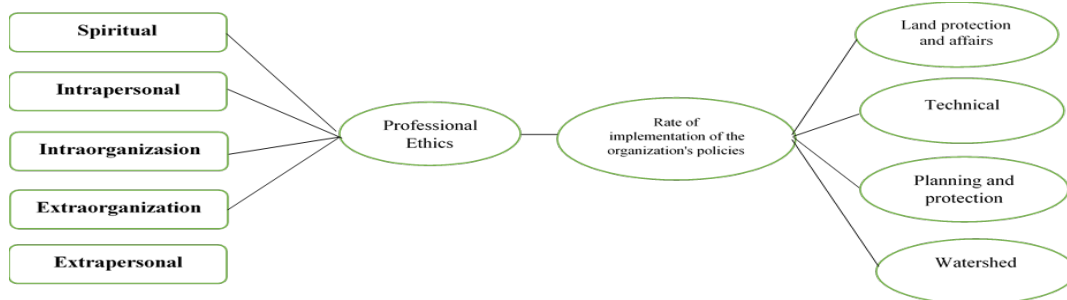 Spiritual
Intrapersonal
Intraorganizasion
Extraorganization
Extrapersonal
Professional
Ethics
Rate of
implementation of the
organization's policies
Land protection
and affairs
Technical
Planning and
protection
Watershed